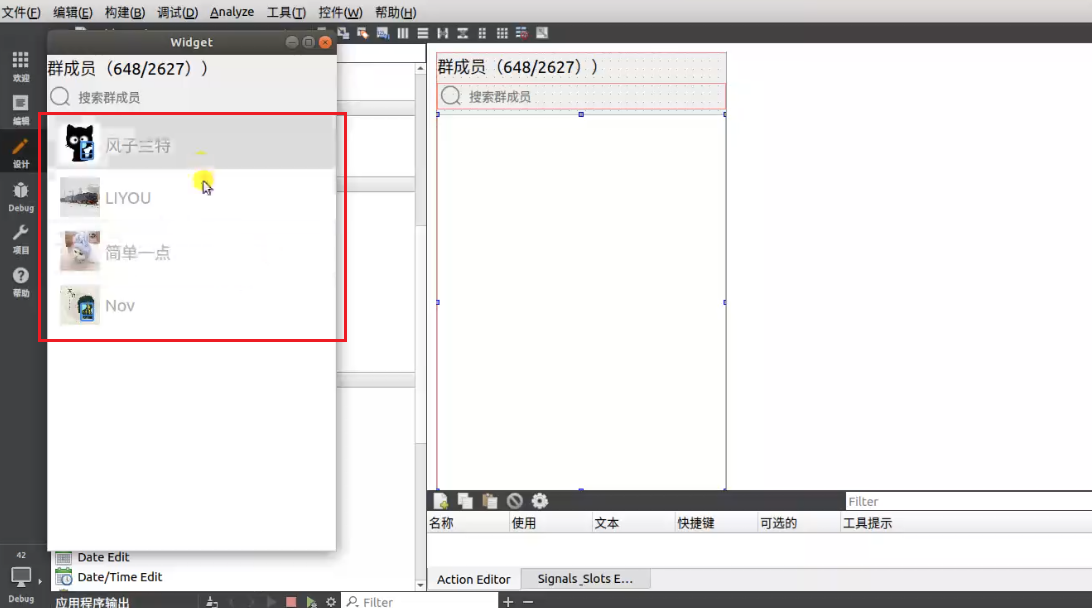 文件(F) 编辑(E) 构建(B) 调试(D) Analyze 工具(T) 控件(W) 帮助(H)
Widget
群成员（648/2627））
搜索群成员
风子兰特
LIYOU
简单一点
Nov
欢迎
编辑
设计
Debug
项目
帮助
42
Debug
群成员（648/2627））
搜索群成员
Filter
名称 使用 文本 快捷键 可选的 工具提示
Date Edit
Date/Time Edit
Action Editor Signals_Slots E...
应用程序输出
Filter